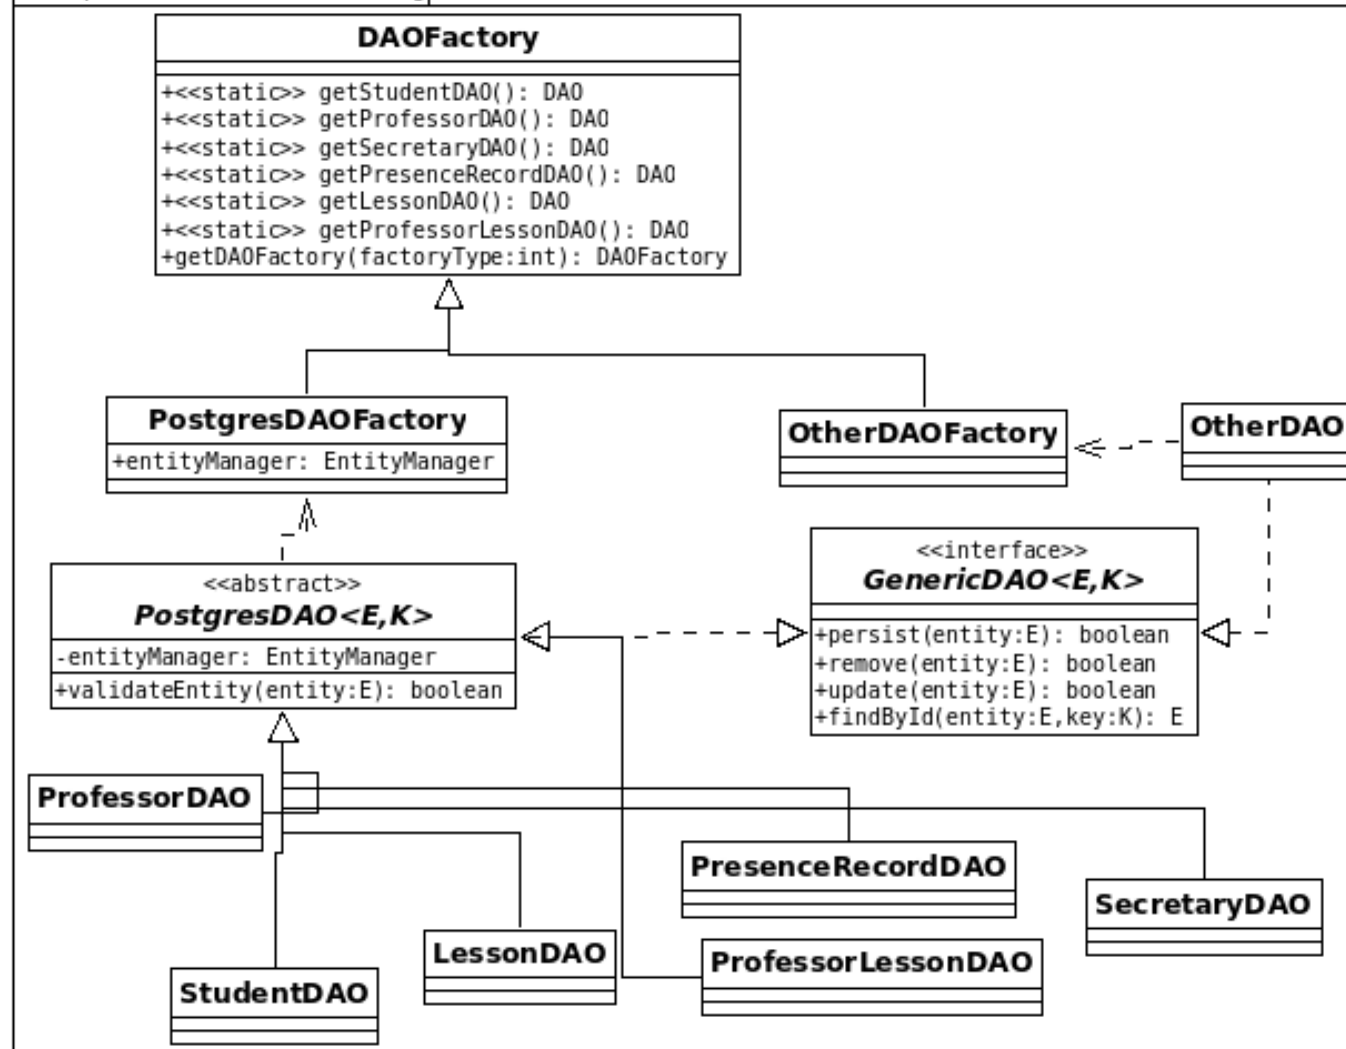 DAOFactory
+<<static>> getStudentDAO(): DAO
+<<static>> getProfessorDAO(): DAO
+<<static>> getSecretaryDAO(): DAO
+<<static>> getPresenceRecordDAO(): DAO
+<<static>> getLessonDAO(): DAO
+<<static>> getProfessorLessonDAO(): DAO
+getDAOFactory(factoryType:int): DAOFactory
PostgresDAOFactory
+entityManager: EntityManager
OtherDAOFactory
OtherDAO
<<abstract>>
PostgresDAO<E,K>
-entityManager: EntityManager
+validateEntity(entity:E): boolean
<<interface>>
GenericDAO<E,K>
+persist(entity:E): boolean
+remove(entity:E): boolean
+update(entity:E): boolean
+findById(entity:E,key:K): E
ProfessorDAO
PresenceRecordDAO
SecretaryDAO
LessonDAO
ProfessorLessonDAO
StudentDAO